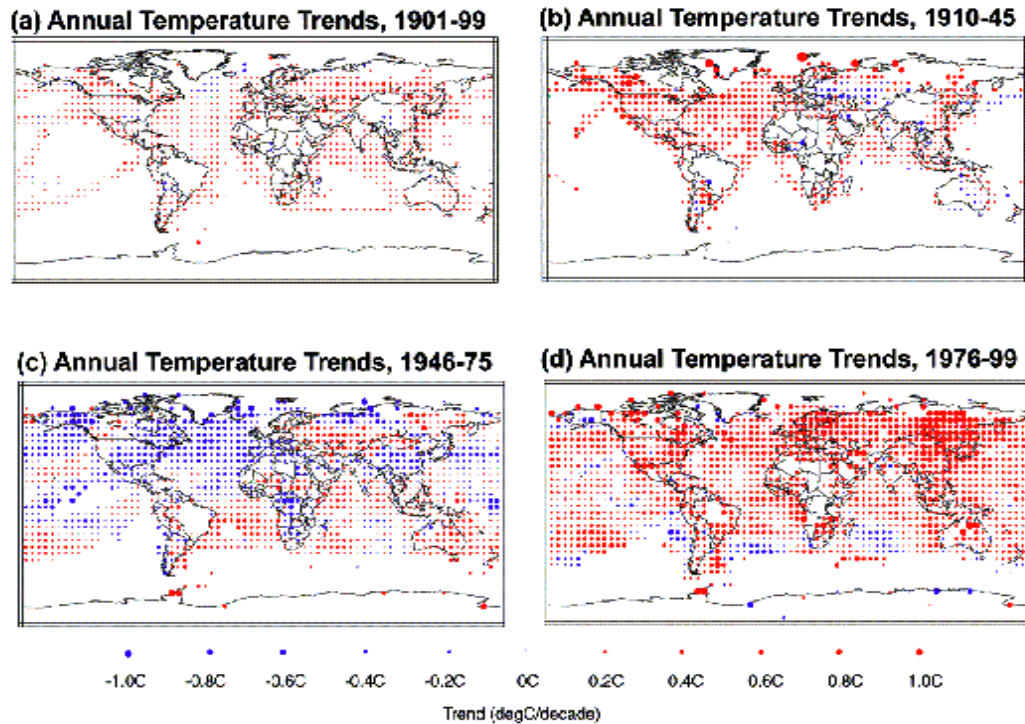 (a) Annual Temperature Trends, 1901-99
(b) Annual Temperature Trends, 1910-45
(c) Annual Temperature Trends, 1946-75
(d) Annual Temperature Trends, 1976-99
-1.0C -0.8C -0.6C -0.4C -0.2C 0C 0.2C 0.4C 0.6C 0.8C 1.0C
Trend (degC/decade)